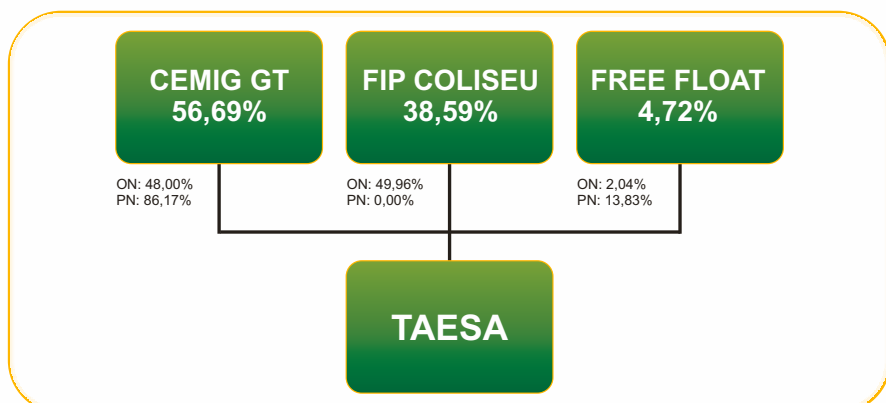 CEMIG GT
56,69%
ON: 48,00%
PN: 86,17%
FIP COLISEU
38,59%
ON: 49,96%
PN: 0,00%
FREE FLOAT
4,72%
ON: 2,04%
PN: 13,83%
TAESA